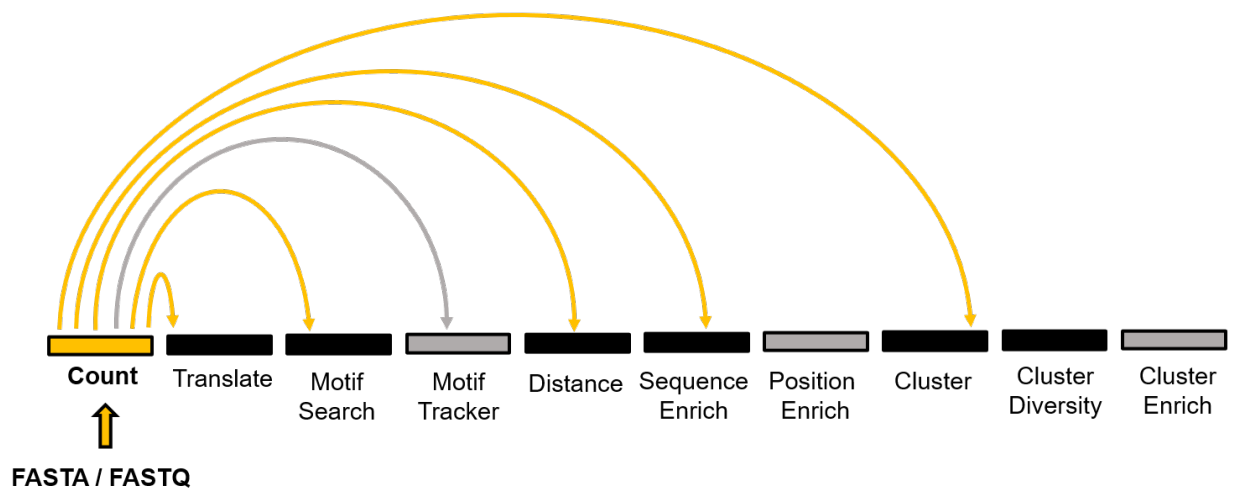 Count
Translate
Motif
Search
Motif
Tracker
Distance
Sequence
Enrich
Position
Enrich
Cluster
Cluster
Diversity
Cluster
Enrich
FASTA / FASTQ